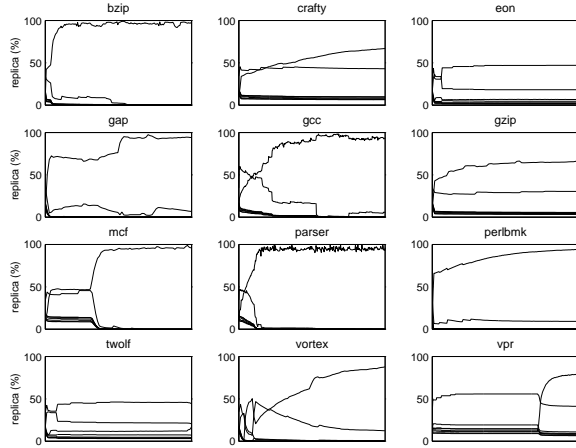 bzip crafty eon
100 100 100
replica (%) 50 50 50
0 0 0
gap gcc gzip
100 100 100
replica (%) 50 50 50
0 0 0
mcf parser perlbmk
100 100 100
replica (%) 50 50 50
0 0 0
twolf vortex vpr
100 100 100
replica (%) 50 50 50
0 0 0